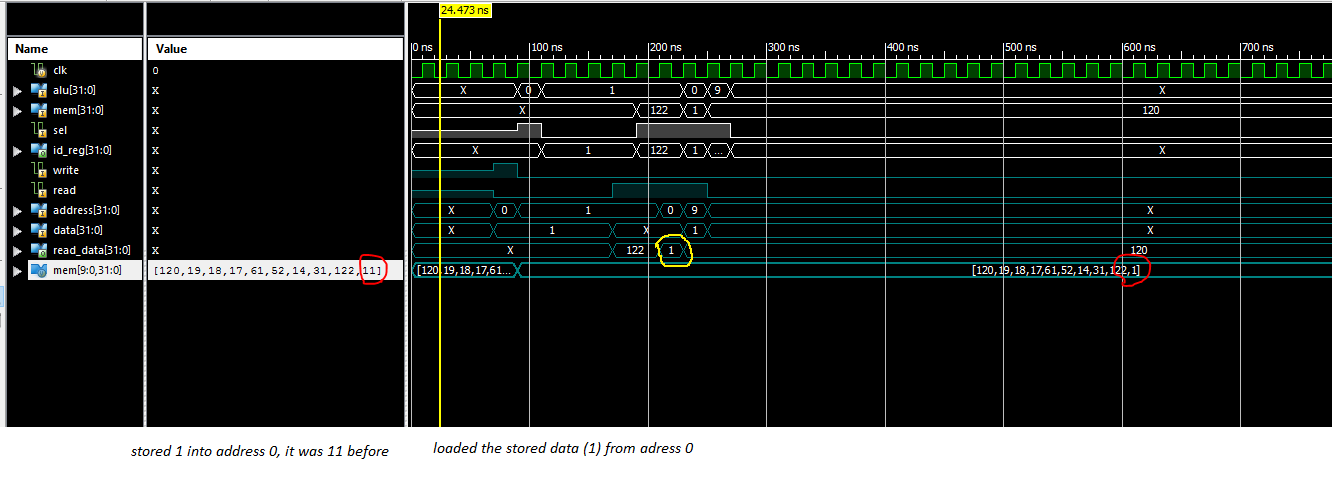 24.473 ns
Name Value
0 ns 100 ns 200 ns 300 ns 400 ns 500 ns 600 ns 700 ns
clk 0
alu[31:0] X X 0 1 0 9 X
mem[31:0] X X 122 1 120
sel X
id_reg[31:0] X X 1 122 1 ... X
write X
read X
address[31:0] X X 0 1 0 9 X
data[31:0] X X 1 X 1 X
read_data[31:0] X X 122 1 120
mem[9:0,31:0] [120,19,18,17,61,52,14,31,122,11] [120,19,18,17,61... [120,19,18,17,61,52,14,31,122,1]
stored 1 into address 0, it was 11 before
loaded the stored data (1) from adress 0